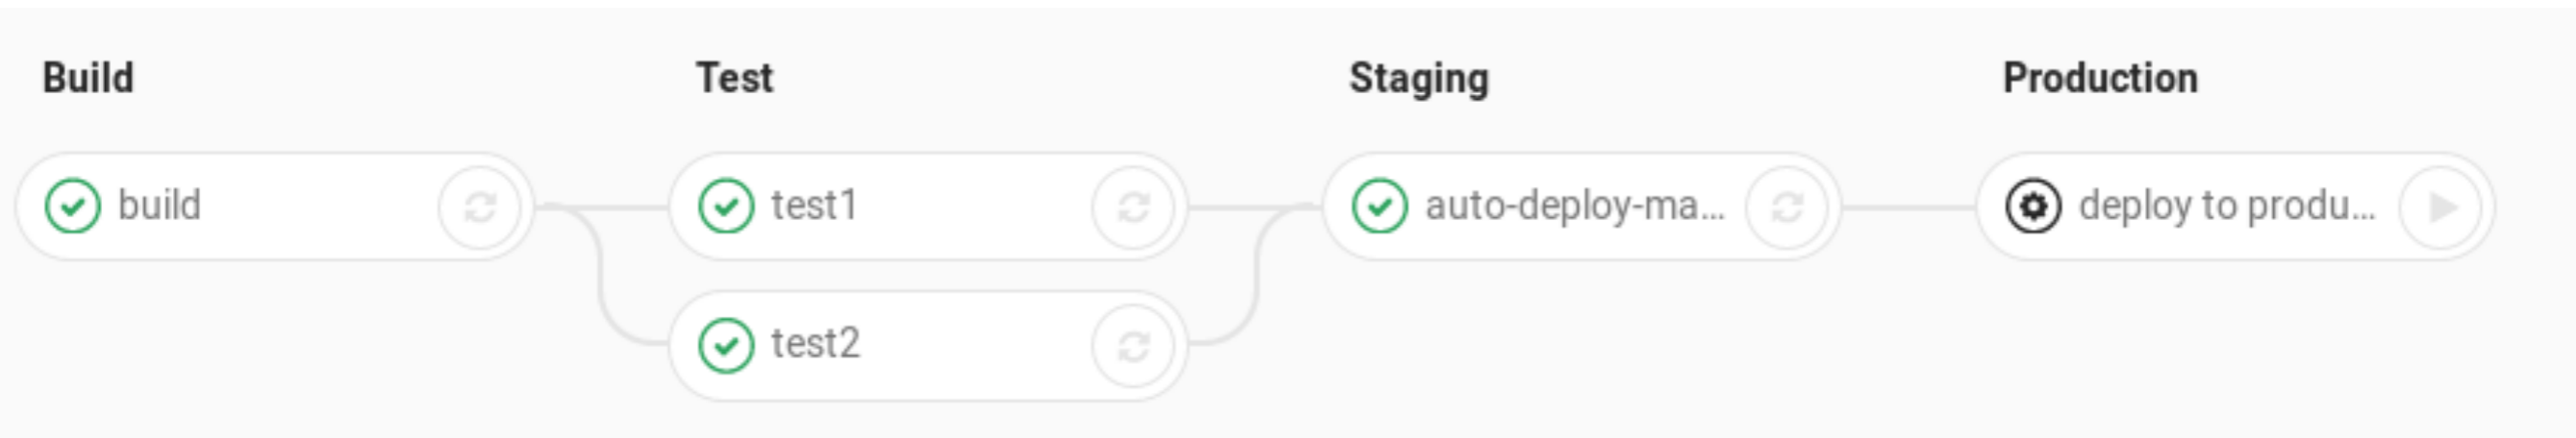 Build
Test
Staging
Production
build
test1
auto-deploy-ma...
deploy to produ...
test2